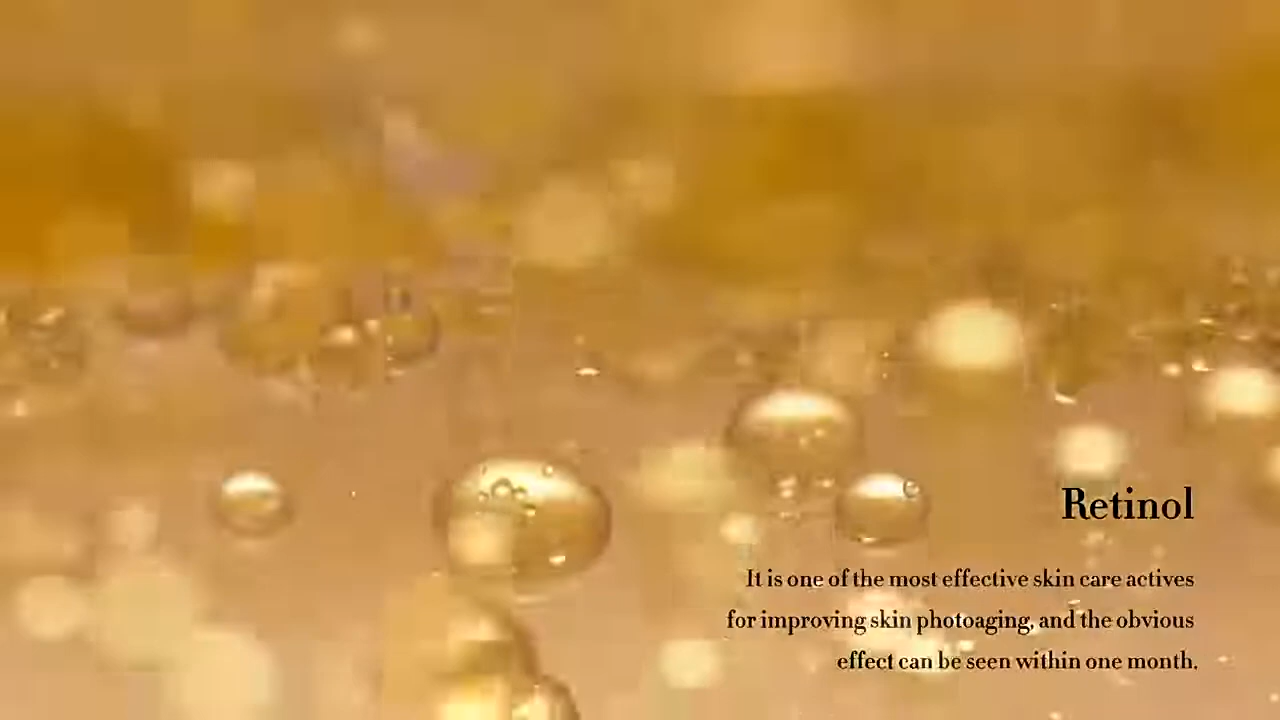 Retinol
It is one of the most effective skin care actives
for improving skin photoaging, and the obvious
effect can be seen within one month.